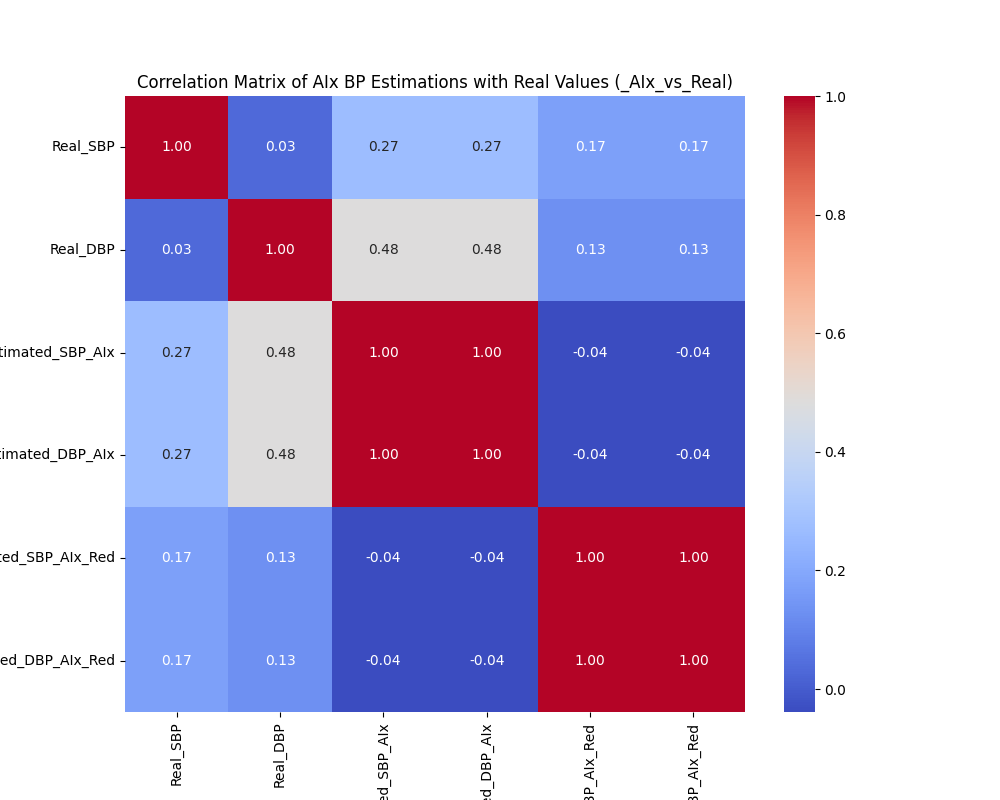 Correlation Matrix of AIx BP Estimations with Real Values (_AIx_vs_Real)
Real_SBP 1.00 0.03 0.27 0.27 0.17 0.17
Real_DBP 0.03 1.00 0.48 0.48 0.13 0.13
timated_SBP_AIx 0.27 0.48 1.00 1.00 -0.04 -0.04
timated_DBP_AIx 0.27 0.48 1.00 1.00 -0.04 -0.04
ted_SBP_AIx_Red 0.17 0.13 -0.04 -0.04 1.00 1.00
ed_DBP_AIx_Red 0.17 0.13 -0.04 -0.04 1.00 1.00
Real_SBP
Real_DBP
ed_SBP_AIx
ed_DBP_AIx
BP_AIx_Red
BP_AIx_Red
1.0
0.8
0.6
0.4
0.2
0.0